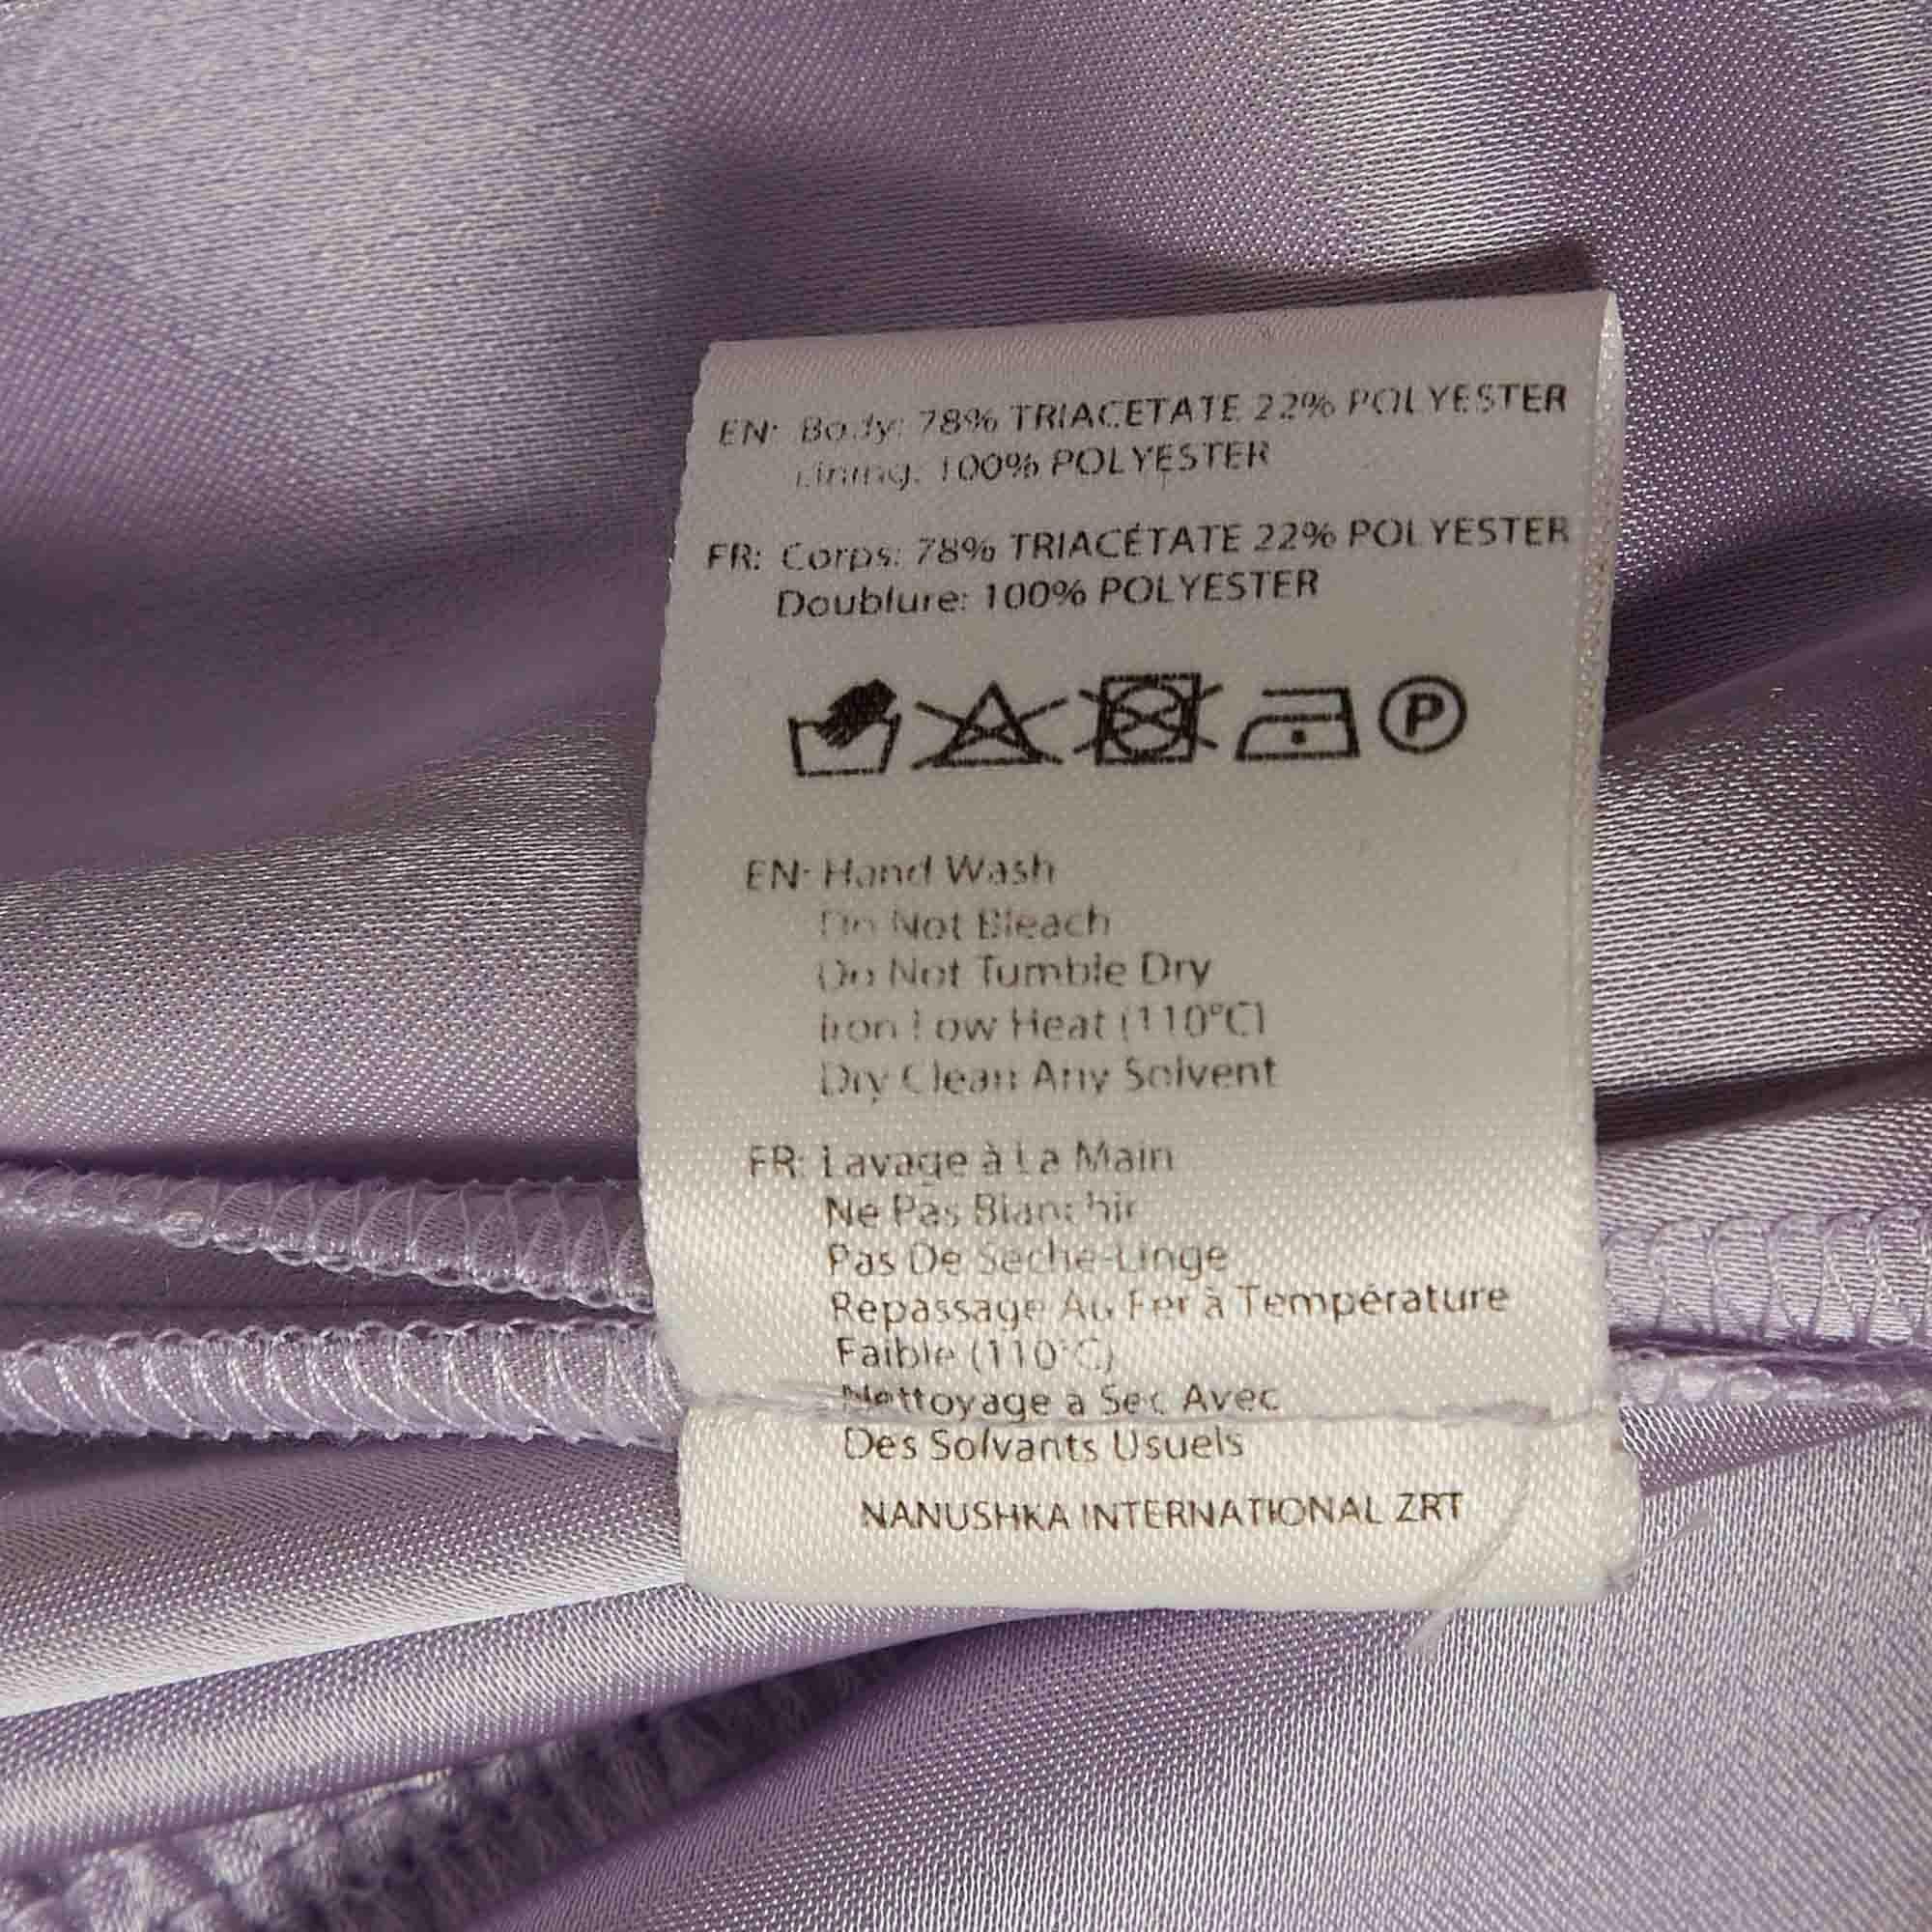 EN: Body: 78% TRIACETATE 22% POLYESTER
Lining: 100% POLYESTER
FR: Corps: 78% TRIACÉTATE 22% POLYESTER
Doublure: 100% POLYESTER
P
EN: Hand Wash
Do Not Bleach
Do Not Tumble Dry
Iron Low Heat (110°C)
Dry Clean Any Solvent
FR: Lavage à La Main
Ne Pas Blanchir
Pas De Seche-Linge
Repassage Au Fer à Température
Faible (110°C)
Nettoyage a Sec Avec
Des Solvants Usuels
NANUSHKA INTERNATIONAL ZRT